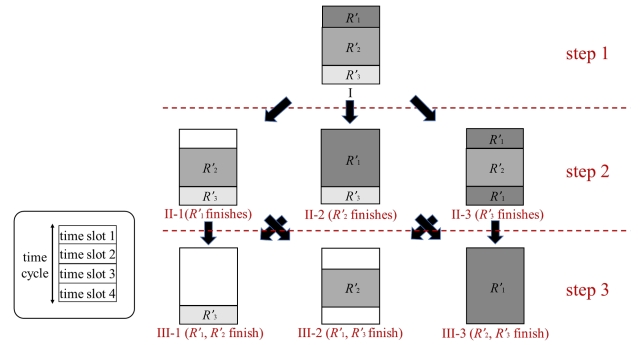 R'₁
R'₂
R'₃
I
step 1
R'₂
R'₃
R'₁
R'₃
R'₁
R'₂
R'₁
step 2
II-1(R'₁ finishes)
II-2 (R'₂ finishes)
II-3 (R'₃ finishes)
time cycle
time slot 1
time slot 2
time slot 3
time slot 4
R'₃
R'₂
R'₁
step 3
III-1 (R'₁, R'₂ finish)
III-2 (R'₁, R'₃ finish)
III-3 (R'₂, R'₃ finish)